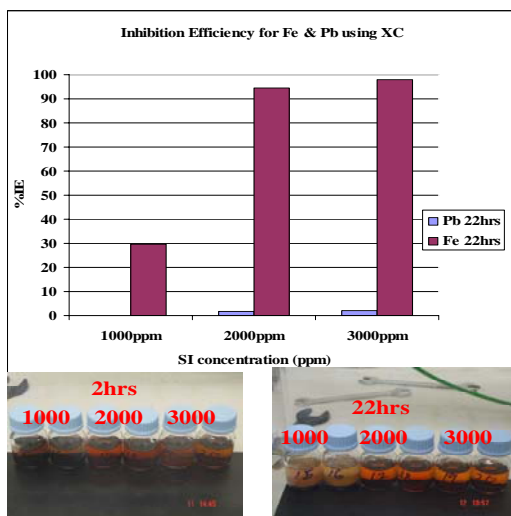 Inhibition Efficiency for Fe & Pb using XC
100
90
80
70
60
50
40
30
20
10
0
%IE
1000ppm 2000ppm 3000ppm
SI concentration (ppm)
Pb 22hrs
Fe 22hrs
2hrs
1000 2000 3000
22hrs
1000 2000 3000